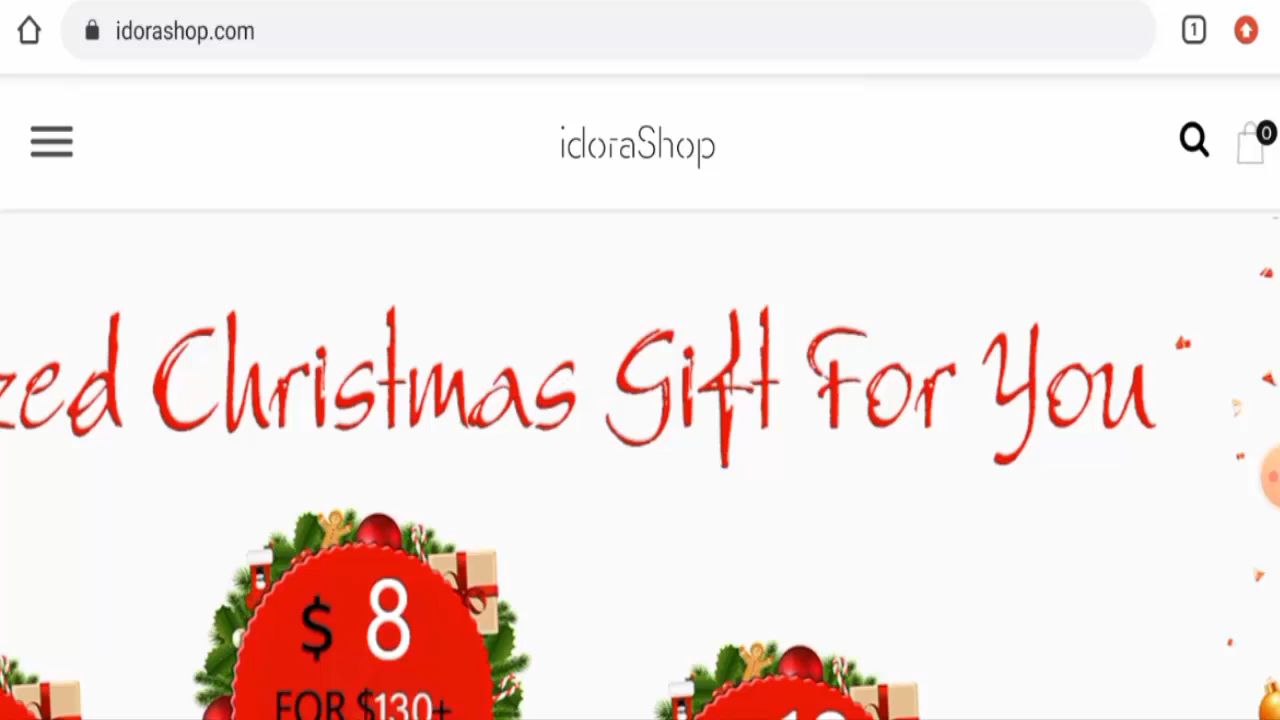 idorashop.com
1
idoraShop
0
zed Christmas Gift For You
$ 8
FOR $130+